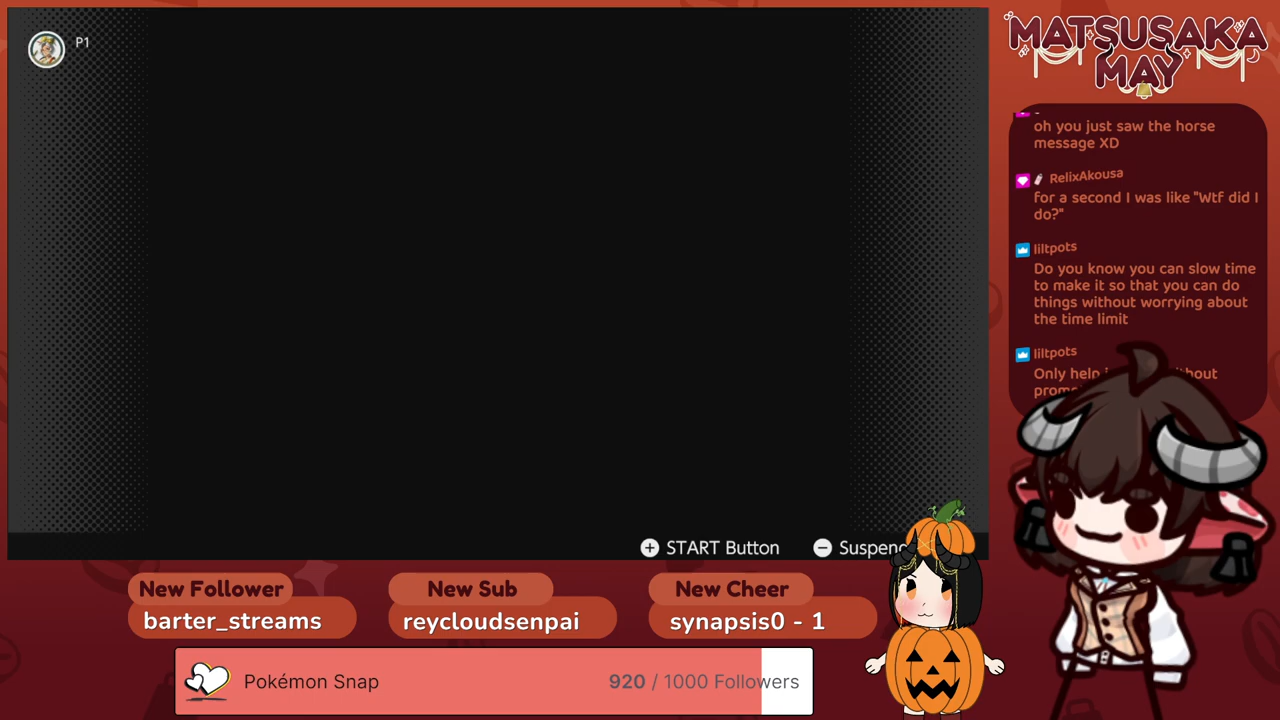 P1
START Button
Suspend
MATSUSAKA
MAY
oh you just saw the horse
message XD
RelixAkousa
for a second I was like "Wtf did I
do?"
liltpots
Do you know you can slow time
to make it so that you can do
things without worrying about
the time limit
liltpots
Only help
New Follower
barter_streams
New Sub
reycloudsenpai
New Cheer
synapsis0 - 1
Pokémon Snap
920 / 1000 Followers